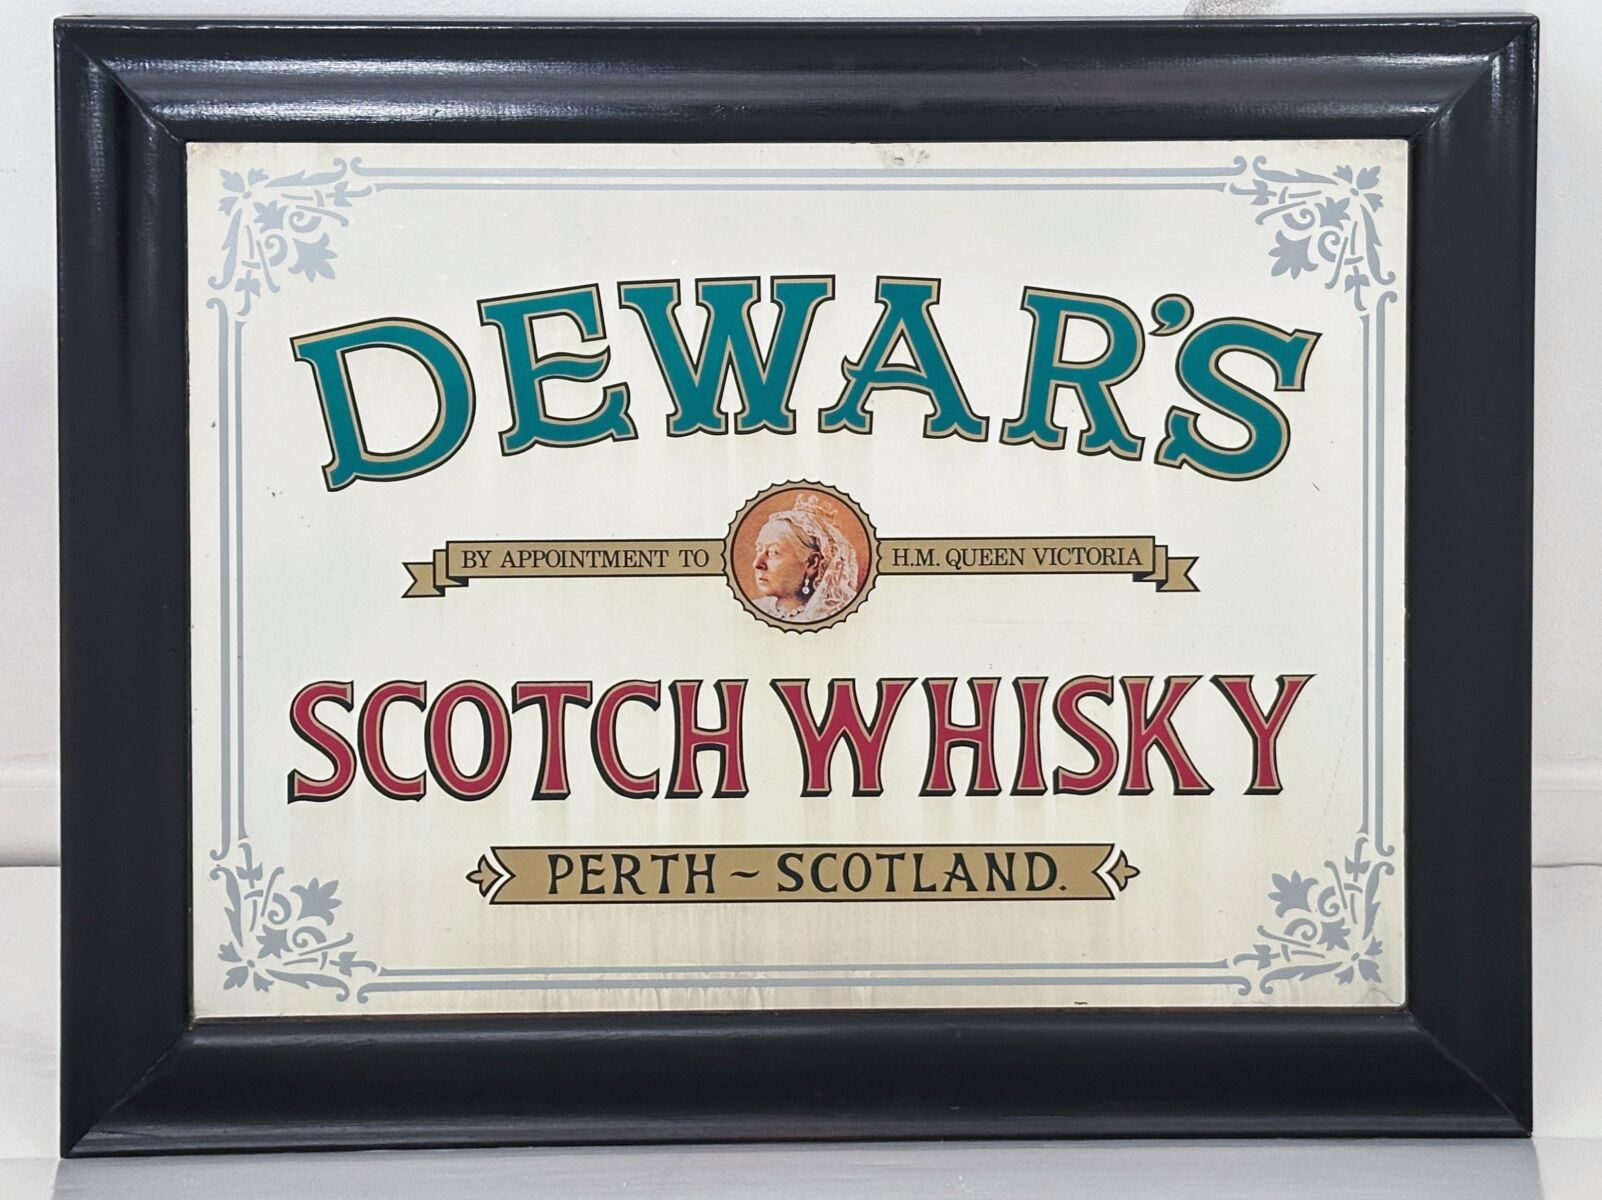 DEWAR'S
BY APPOINTMENT TO H.M. QUEEN VICTORIA
SCOTCH WHISKY
PERTH ~ SCOTLAND.